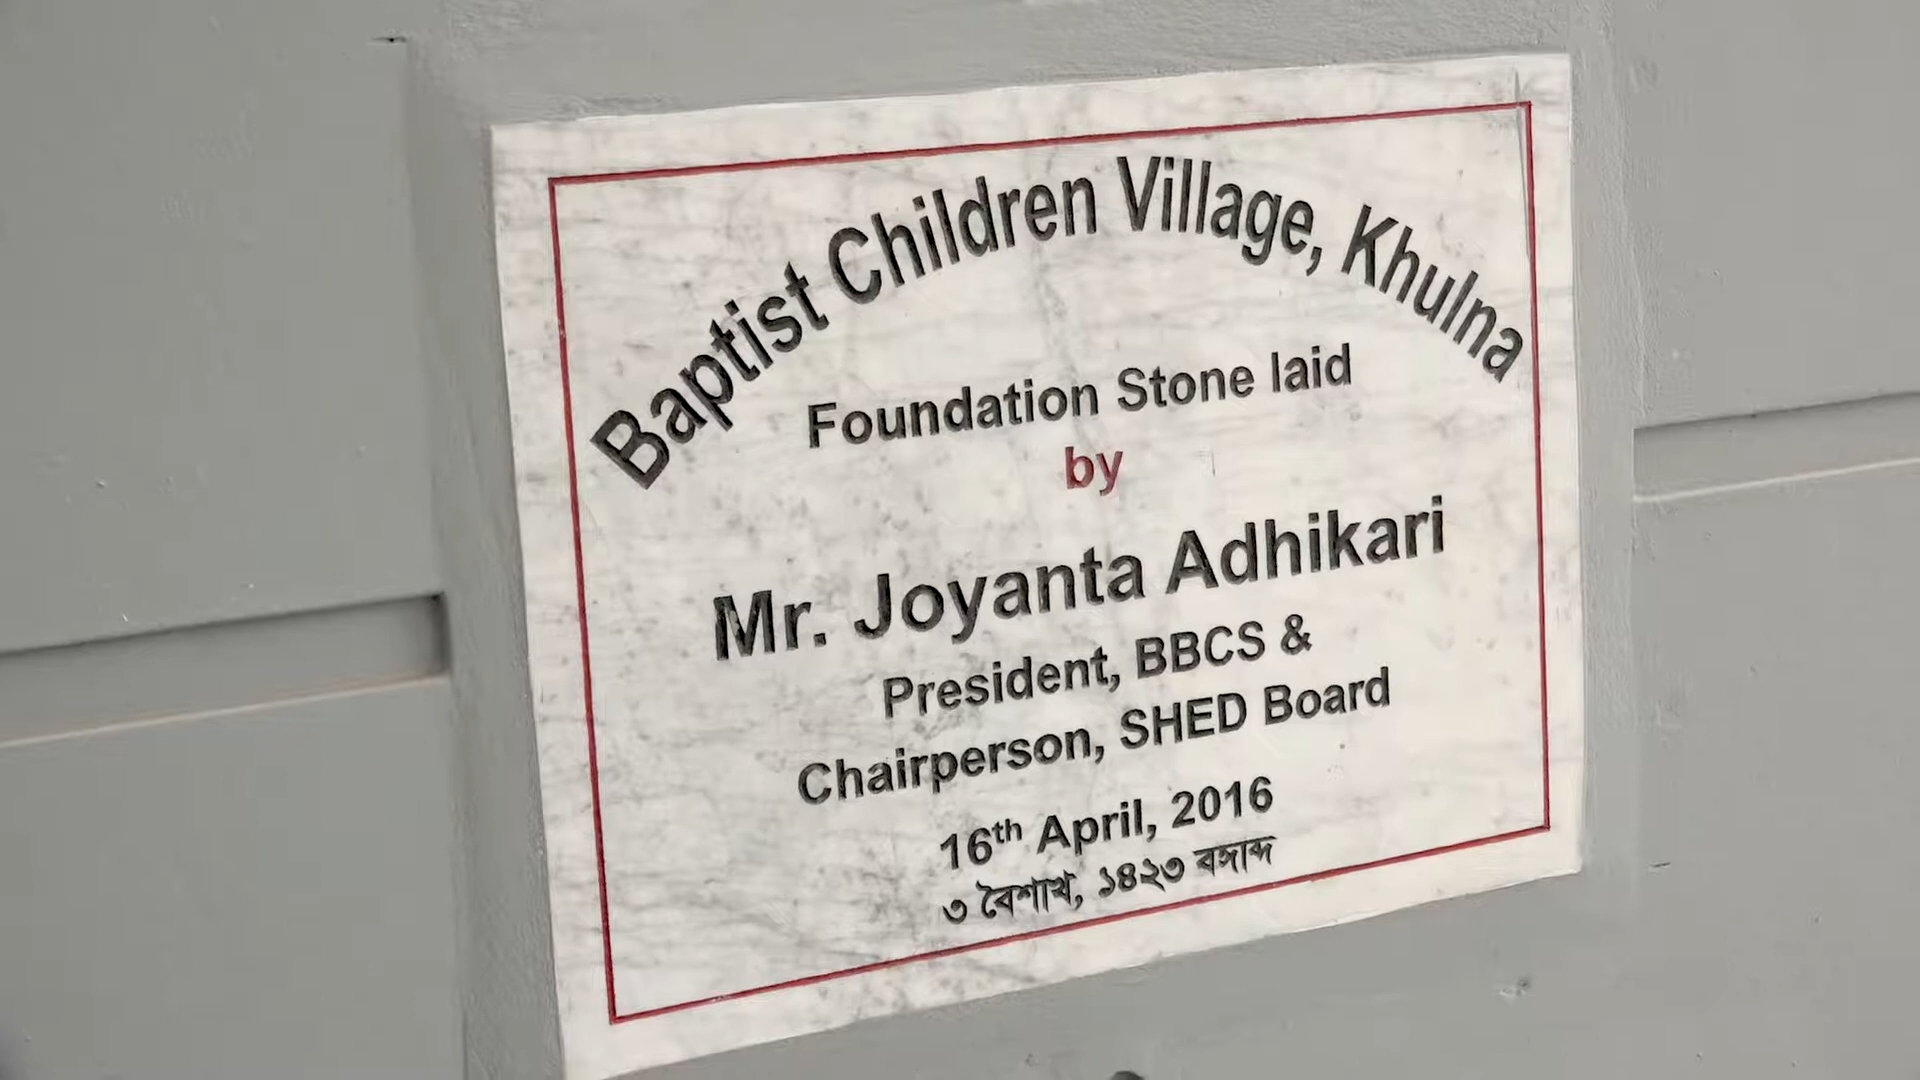 Baptist Children Village, Khulna
Foundation Stone laid
by
Mr. Joyanta Adhikari
President, BBCS &
Chairperson, SHED Board
16th April, 2016
৩ বৈশাখ, ১৪২৩ বঙ্গাব্দ